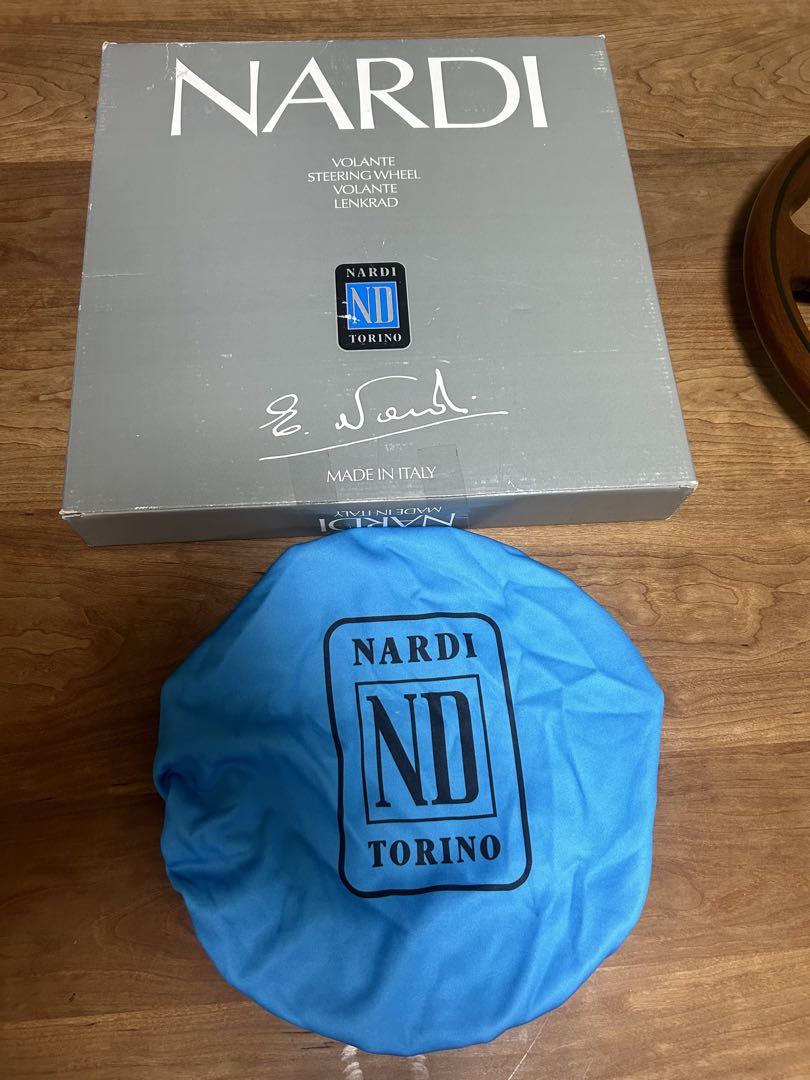 NARDI
VOLANTE
STEERING WHEEL
VOLANTE
LENKRAD
NARDI
ND
TORINO
E. Nardi
MADE IN ITALY
NARDI
MADE IN ITALY
NARDI
ND
TORINO